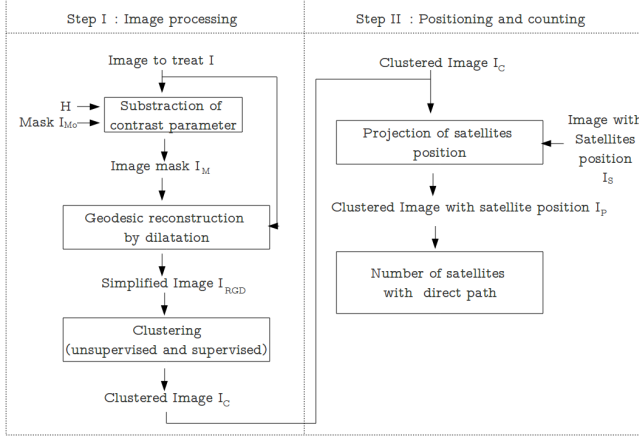 Step I : Image processing
Image to treat I
H
Mask I_Mo
Substraction of
contrast parameter
Image mask I_M
Geodesic reconstruction
by dilatation
Simplified Image I_RGD
Clustering
(unsupervised and supervised)
Clustered Image I_C
Step II : Positioning and counting
Clustered Image I_C
Projection of satellites
position
Image with
Satellites
position
I_S
Clustered Image with satellite position I_P
Number of satellites
with direct path